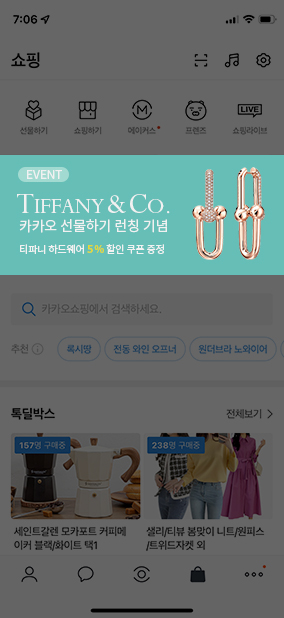 7:06
쇼핑
선물하기 쇼핑하기 메이커스 프렌즈 LIVE 쇼핑라이브
EVENT
TIFFANY & CO.
카카오 선물하기 런칭 기념
티파니 하드웨어 5% 할인 쿠폰 증정
카카오쇼핑에서 검색하세요.
추천 록시땅 전동 와인 오프너 원더브라 노와이어
톡딜박스 전체보기
157명 구매중 238명 구매중
세인트갈렌 모카포트 커피메
이커 블랙/화이트 택1
샐리/티뷰 봄맞이 니트/원피스
/트위드자켓 외